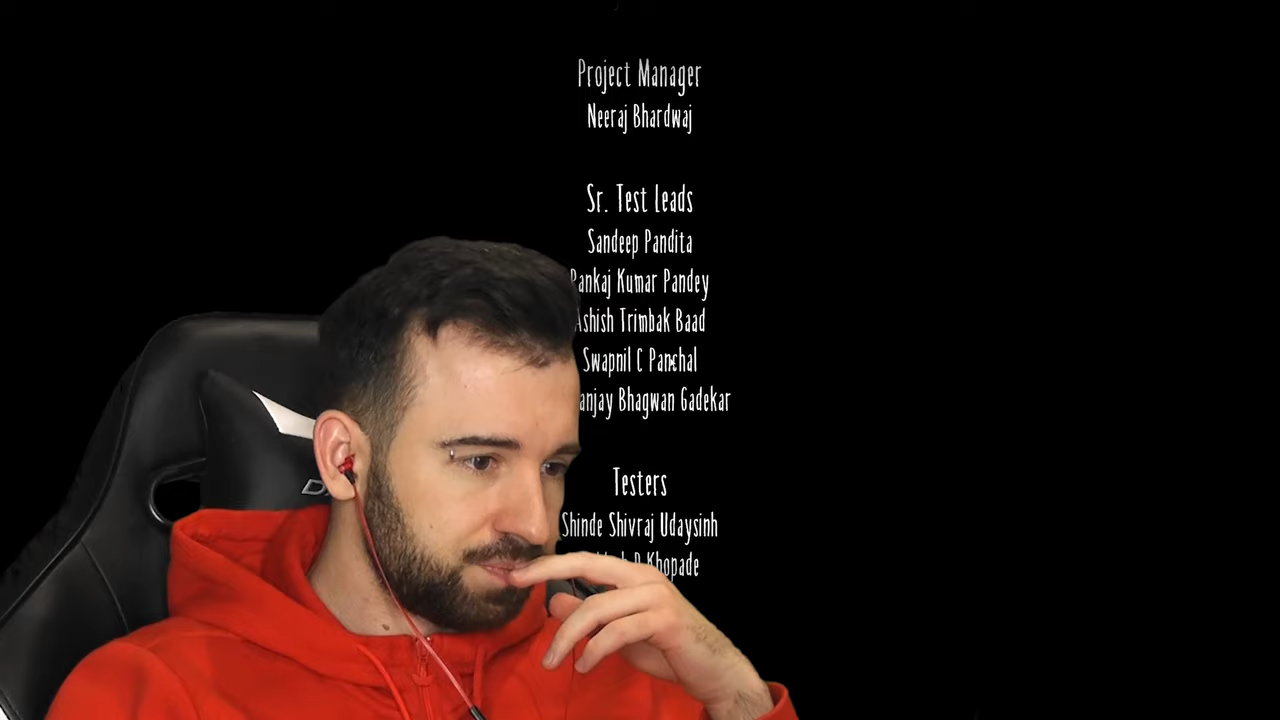 Project Manager
Neeraj Bhardwaj
Sr. Test Leads
Sandeep Pandita
Pankaj Kumar Pandey
Ashish Trimbak Baad
Swapnil C Panchal
Bhagwan Gadekar
Testers
Shinde Shivraj Udaysinh
Khopade